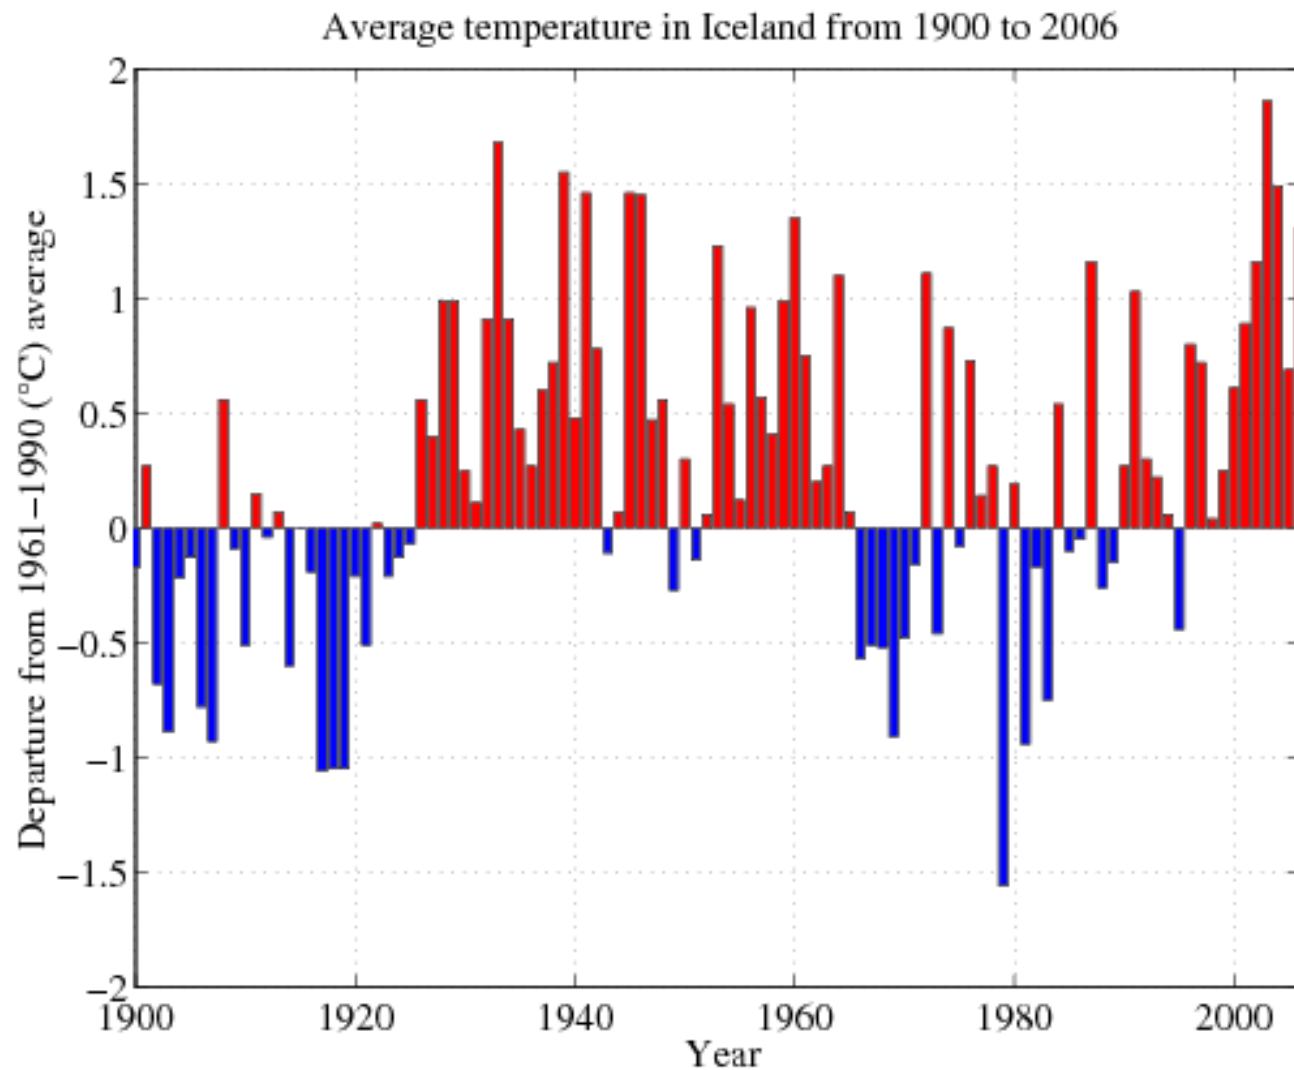 Average temperature in Iceland from 1900 to 2006
Departure from 1961−1990 (°C) average
2
1.5
1
0.5
0
−0.5
−1
−1.5
−2
1900 1920 1940 1960 1980 2000
Year